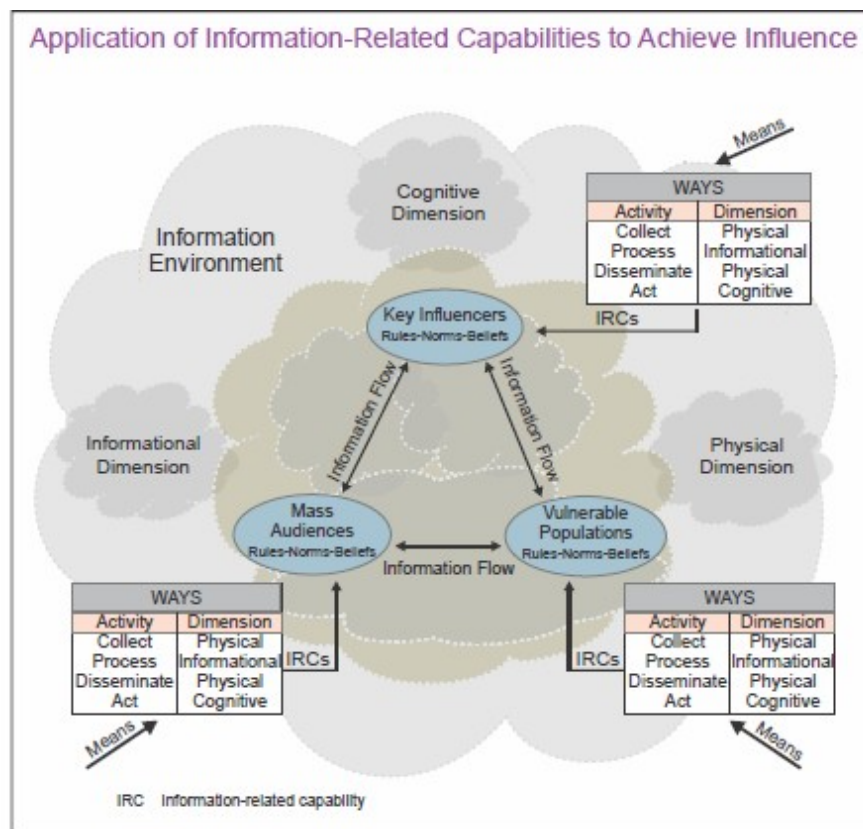 Application of Information-Related Capabilities to Achieve Influence
Means
Cognitive
Dimension
WAYS
Activity Dimension
Collect Physical
Process Informational
Disseminate Physical
Act Cognitive
Information
Environment
IRCs
Key Influencers
Rules-Norms-Beliefs
Information Flow
Information Flow
Informational
Dimension
Physical
Dimension
Mass
Audiences
Rules-Norms-Beliefs
Vulnerable
Populations
Rules-Norms-Beliefs
Information Flow
WAYS
Activity Dimension
Collect Physical
Process Informational
Disseminate Physical
Act Cognitive
IRCs
Means
WAYS
Activity Dimension
Collect Physical
Process Informational
Disseminate Physical
Act Cognitive
IRCs
Means
IRC Information-related capability